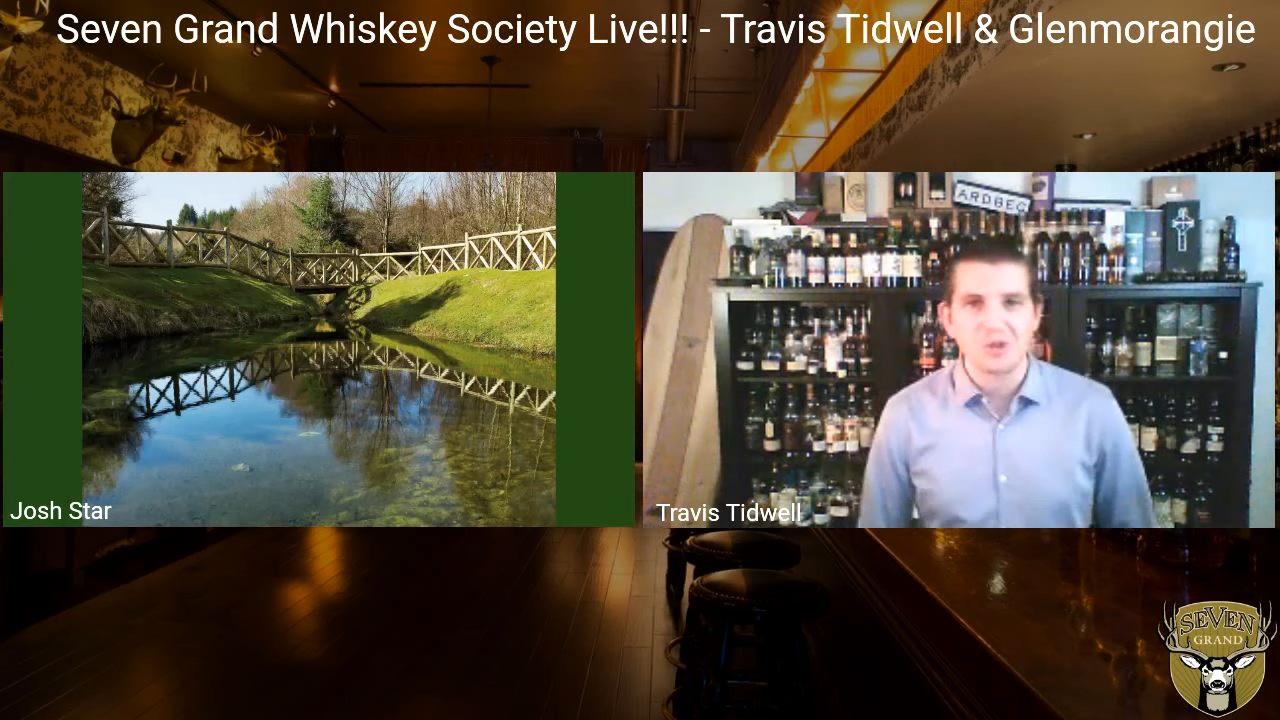 Seven Grand Whiskey Society Live!!! - Travis Tidwell & Glenmorangie
ARDBEG
Josh Star
Travis Tidwell
SEVEN
GRAND